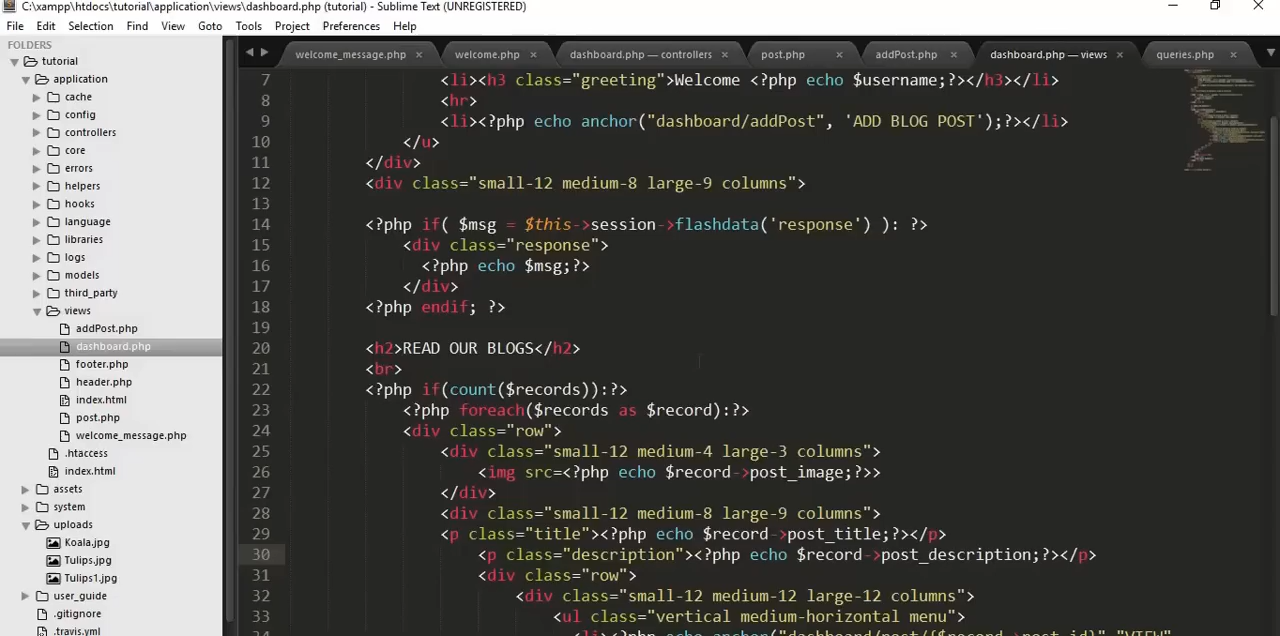 C:\xampp\htdocs\tutorial\application\views\dashboard.php (tutorial) - Sublime Text (UNREGISTERED)
File Edit Selection Find View Goto Tools Project Preferences Help
FOLDERS
tutorial
application
cache
config
controllers
core
errors
helpers
hooks
language
libraries
logs
models
third_party
views
addPost.php
dashboard.php
footer.php
header.php
index.html
post.php
welcome_message.php
.htaccess
index.html
assets
system
uploads
Koala.jpg
Tulips.jpg
Tulips1.jpg
user_guide
.gitignore
.travis.yml
welcome_message.php × welcome.php × dashboard.php — controllers × post.php × addPost.php × dashboard.php — views × queries.php ×
7 <li><h3 class="greeting">Welcome <?php echo $username;?></h3></li>
8 <hr>
9 <li><?php echo anchor("dashboard/addPost", 'ADD BLOG POST');?></li>
10 </u>
11 </div>
12 <div class="small-12 medium-8 large-9 columns">
13
14 <?php if( $msg = $this->session->flashdata('response') ): ?>
15 <div class="response">
16 <?php echo $msg;?>
17 </div>
18 <?php endif; ?>
19
20 <h2>READ OUR BLOGS</h2>
21 <br>
22 <?php if(count($records)):?>
23 <?php foreach($records as $record):?>
24 <div class="row">
25 <div class="small-12 medium-4 large-3 columns">
26 <img src=<?php echo $record->post_image;?>>
27 </div>
28 <div class="small-12 medium-8 large-9 columns">
29 <p class="title"><?php echo $record->post_title;?></p>
30 <p class="description"><?php echo $record->post_description;?></p>
31 <div class="row">
32 <div class="small-12 medium-12 large-12 columns">
33 <ul class="vertical medium-horizontal menu">
34 <li><?php echo anchor("dashboard/post/{$record->post_id}","VIEW"